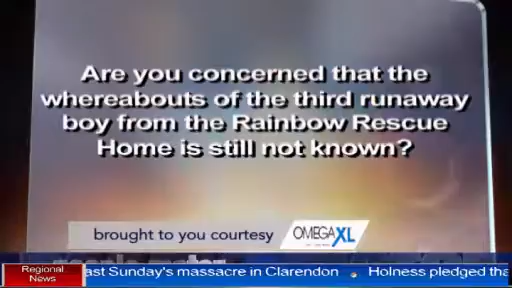 Are you concerned that the
whereabouts of the third runaway
boy from the Rainbow Rescue
Home is still not known?
brought to you courtesy OMEGA XL
Regional News
ast Sunday's massacre in Clarendon • Holness pledged tha